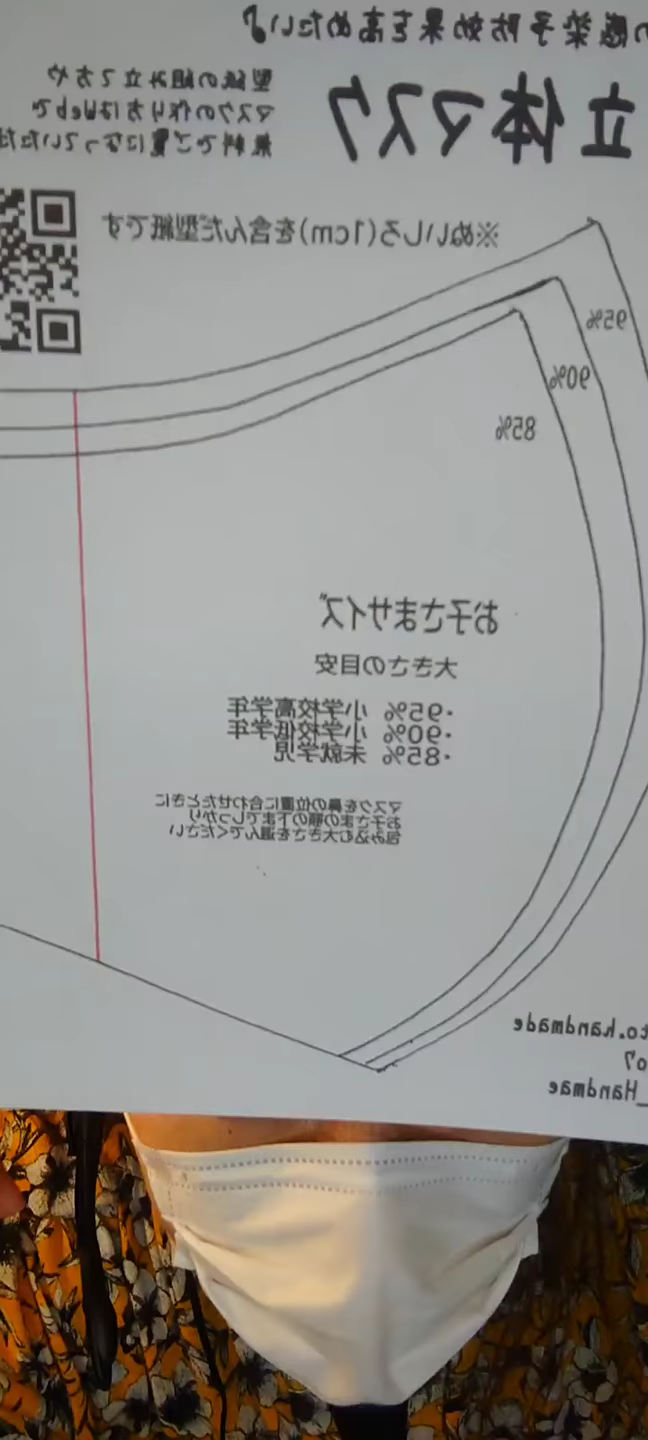 の感染予防効果を高めたい♪
立体マスク
型紙の組み立て方や
マスクの作り方はWebで
無料でご覧になっていただ
※ぬいしろ(1cm)を含んだ型紙です
95%
90%
85%
お子さまサイズ
大きさの目安
・95% 小学校高学年
・90% 小学校低学年
・85% 未就学児
マスクを鼻の位置に合わせたときに
お子さまの顎の下までしっかり
包み込む大きさを選んでください
to.handmade
o?
_Handmae